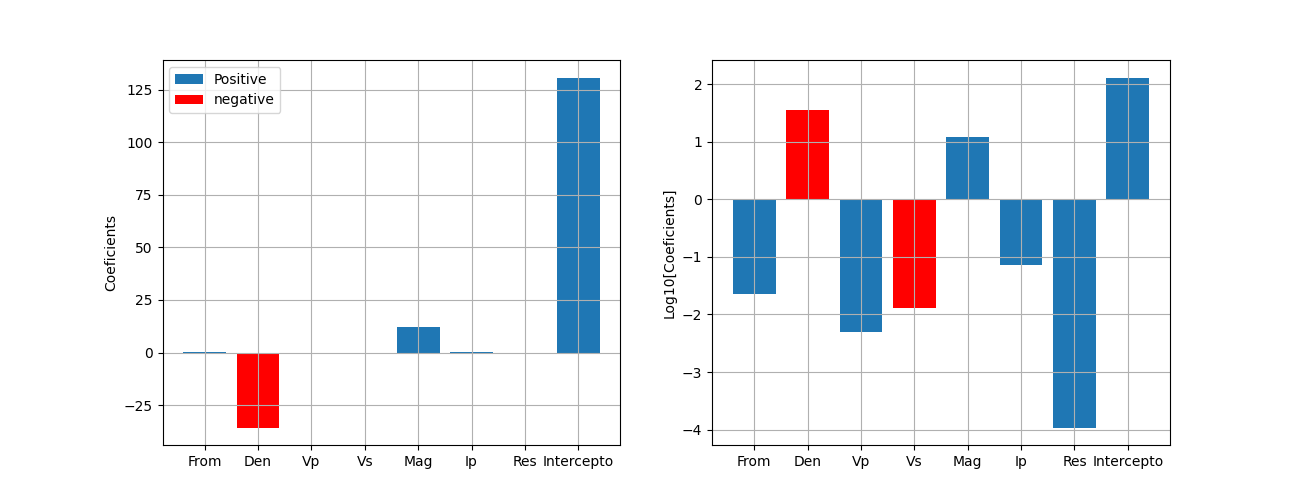 Positive
negative
Coeficients
125
100
75
50
25
0
−25
From Den Vp Vs Mag Ip Res Intercepto
Log10[Coeficients]
2
1
0
−1
−2
−3
−4
From Den Vp Vs Mag Ip Res Intercepto